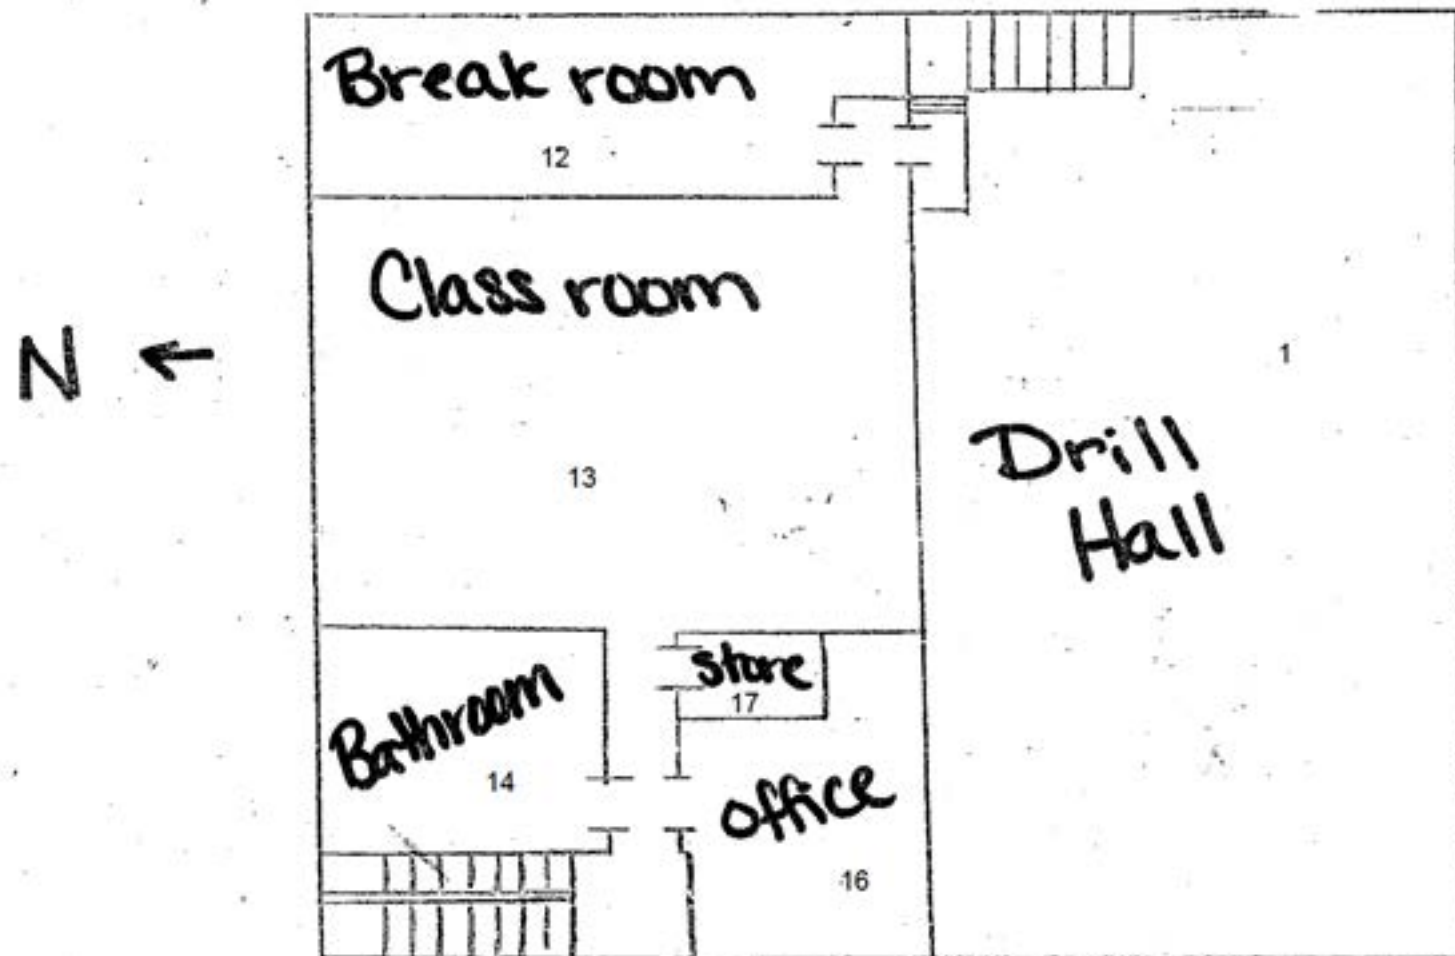 Break room
12
Class room
N ←
1
Drill
Hall
13
store
17
Bathroom
14
office
16